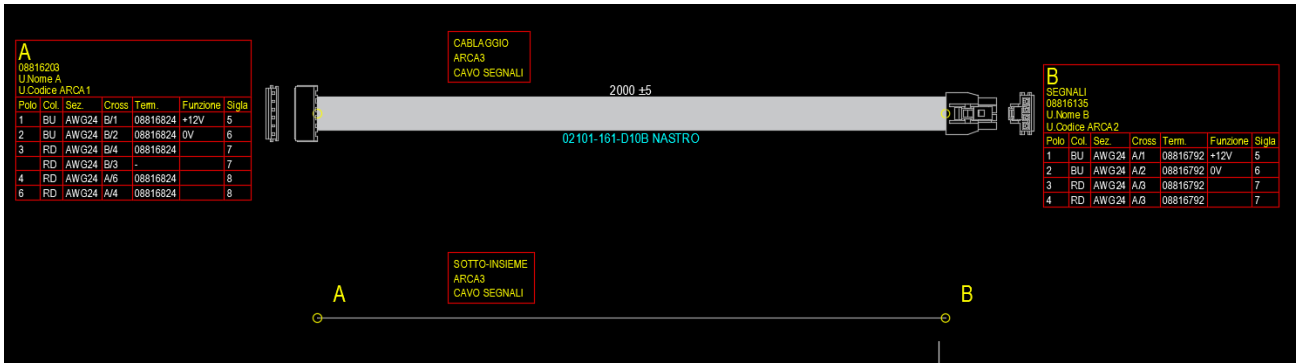 CABLAGGIO
ARCA3
CAVO SEGNALI
A
08816203
U.Nome A
U.Codice ARCA1
Polo Col. Sez. Cross Term. Funzione Sigla
1 BU AWG24 B/1 08816824 +12V 5
2 BU AWG24 B/2 08816824 0V 6
3 RD AWG24 B/4 08816824 7
RD AWG24 B/3 - 7
4 RD AWG24 A/6 08816824 8
6 RD AWG24 A/4 08816824 8
2000 ±5
02101-161-D10B NASTRO
B
SEGNALI
08816135
U.Nome B
U.Codice ARCA2
Polo Col. Sez. Cross Term. Funzione Sigla
1 BU AWG24 A/1 08816792 +12V 5
2 BU AWG24 A/2 08816792 0V 6
3 RD AWG24 A/3 08816792 7
4 RD AWG24 A/3 08816792 7
SOTTO-INSIEME
ARCA3
CAVO SEGNALI
A
B